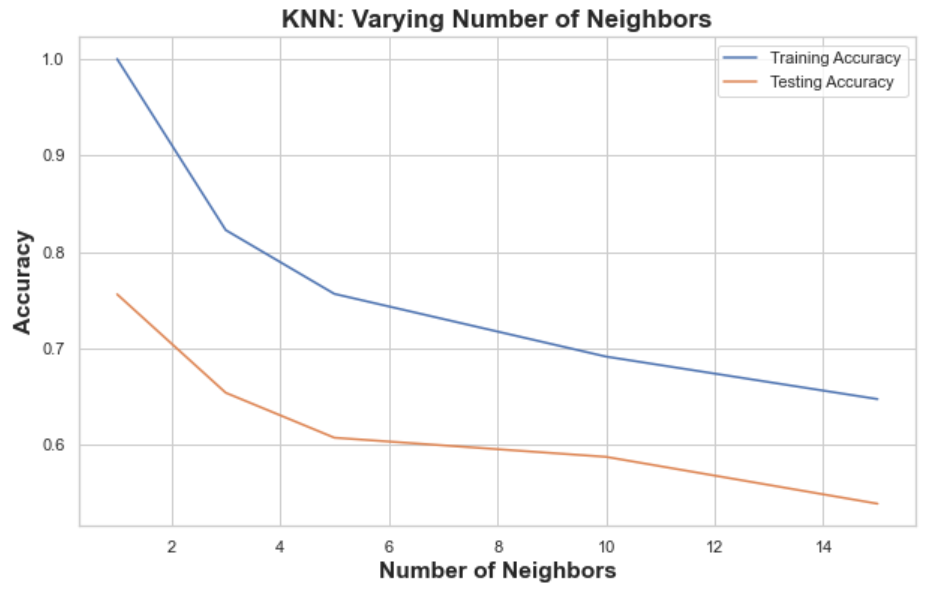 KNN: Varying Number of Neighbors
Training Accuracy
Testing Accuracy
1.0
0.9
0.8
0.7
0.6
Accuracy
2 4 6 8 10 12 14
Number of Neighbors